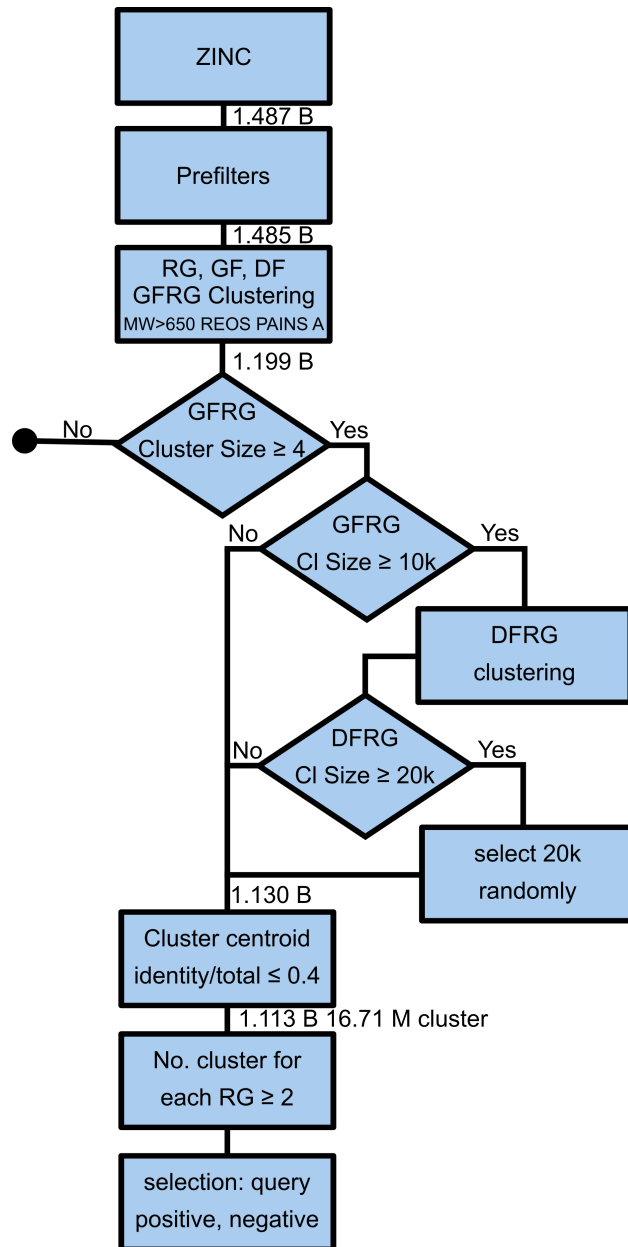 ZINC
1.487 B
Prefilters
1.485 B
RG, GF, DF
GFRG Clustering
MW>650 REOS PAINS A
1.199 B
GFRG
Cluster Size ≥ 4
No
Yes
GFRG
Cl Size ≥ 10k
No
Yes
DFRG
clustering
DFRG
Cl Size ≥ 20k
No
Yes
select 20k
randomly
1.130 B
Cluster centroid
identity/total ≤ 0.4
1.113 B 16.71 M cluster
No. cluster for
each RG ≥ 2
selection: query
positive, negative